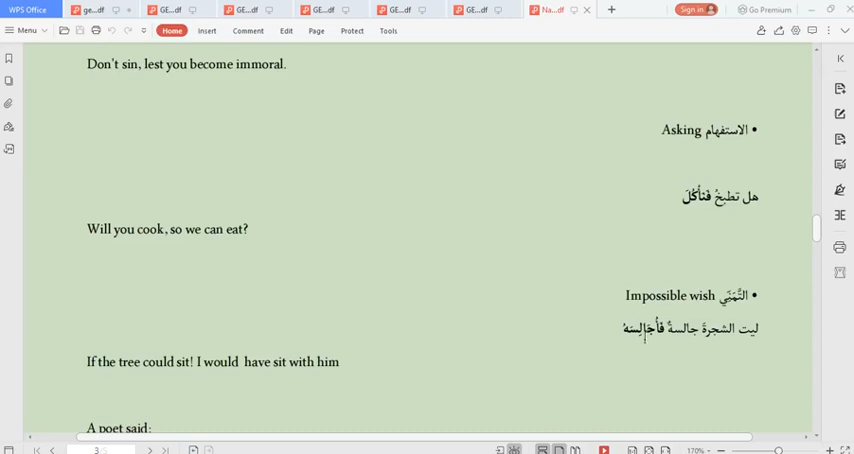 WPS Office
ge...df
GE...df
GE...df
GE...df
GE...df
GE...df
Na...df
Sign in
Go Premium
Menu
Home
Insert
Comment
Edit
Page
Protect
Tools
Don't sin, lest you become immoral.
• الاستفهام Asking
هل تطبخُ فَنأْكُلَ
Will you cook, so we can eat?
• التَّمَنِّي Impossible wish
ليت الشجرةَ جالسةٌ فَأُجَالِسَهُ
If the tree could sit! I would have sit with him
A poet said:
3/5
170%